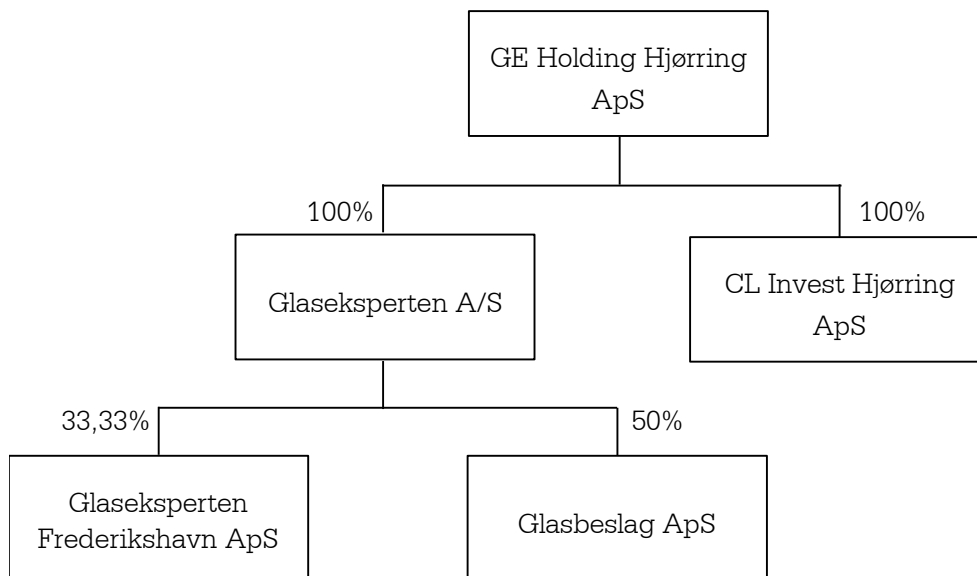 GE Holding Hjørring
ApS
100%
100%
Glaseksperten A/S
CL Invest Hjørring
ApS
33,33%
50%
Glaseksperten
Frederikshavn ApS
Glasbeslag ApS